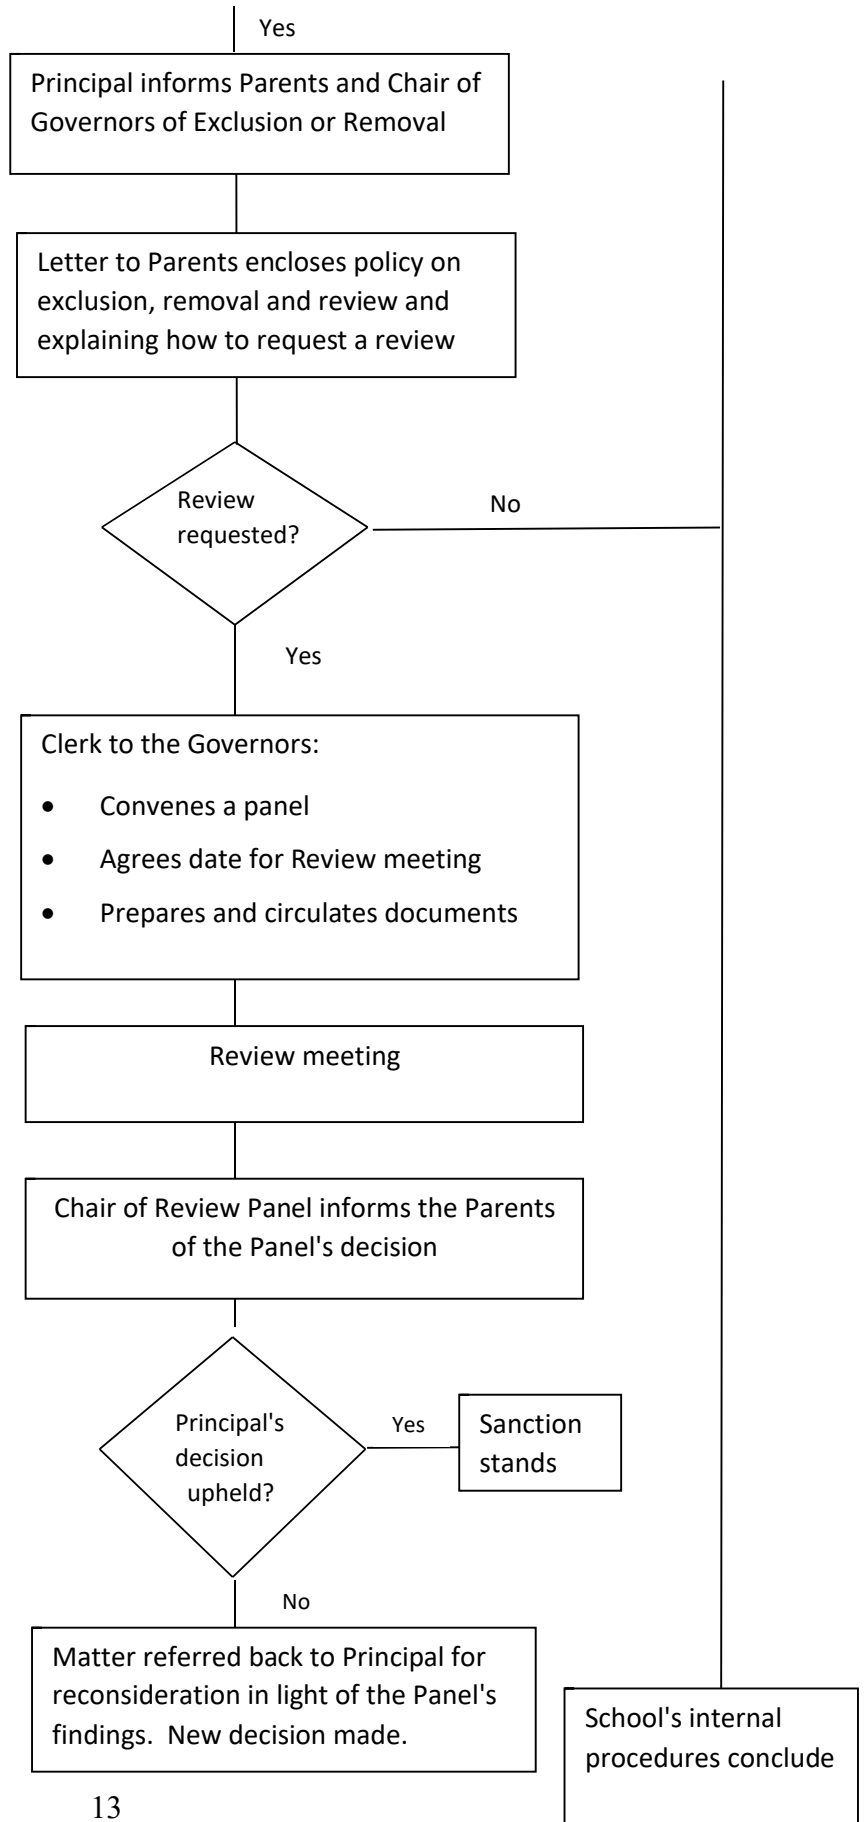 Yes
Principal informs Parents and Chair of
Governors of Exclusion or Removal
Letter to Parents encloses policy on
exclusion, removal and review and
explaining how to request a review
Review
requested?
No
Yes
Clerk to the Governors:
• Convenes a panel
• Agrees date for Review meeting
• Prepares and circulates documents
Review meeting
Chair of Review Panel informs the Parents
of the Panel's decision
Principal's
decision
upheld?
Yes
Sanction
stands
No
Matter referred back to Principal for
reconsideration in light of the Panel's
findings. New decision made.
School's internal
procedures conclude
13